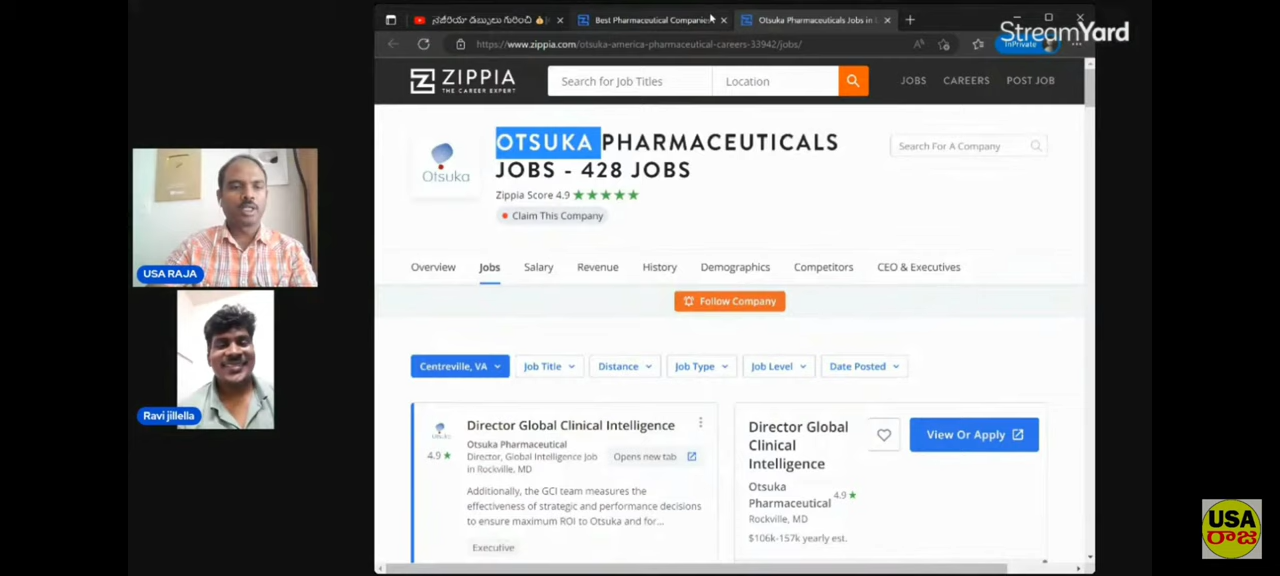 నైజీరియా డబ్బులు గురించి
Best Pharmaceutical Companies
Otsuka Pharmaceuticals Jobs in
StreamYard
https://www.zippia.com/otsuka-america-pharmaceutical-careers-33942/jobs/
InPrivate
ZIPPIA
THE CAREER EXPERT
Search for Job Titles
Location
JOBS
CAREERS
POST JOB
Otsuka
OTSUKA PHARMACEUTICALS
JOBS - 428 JOBS
Search For A Company
Zippia Score 4.9
Claim This Company
Overview
Jobs
Salary
Revenue
History
Demographics
Competitors
CEO & Executives
Follow Company
Centreville, VA
Job Title
Distance
Job Type
Job Level
Date Posted
Director Global Clinical Intelligence
Otsuka Pharmaceutical
4.9
Director, Global Intelligence Job
in Rockville, MD
Opens new tab
Additionally, the GCI team measures the
effectiveness of strategic and performance decisions
to ensure maximum ROI to Otsuka and for...
Executive
Director Global
Clinical
Intelligence
View Or Apply
Otsuka
Pharmaceutical
4.9
Rockville, MD
$106k-157k yearly est.
USA RAJA
Ravi jillella
USA
రాజ